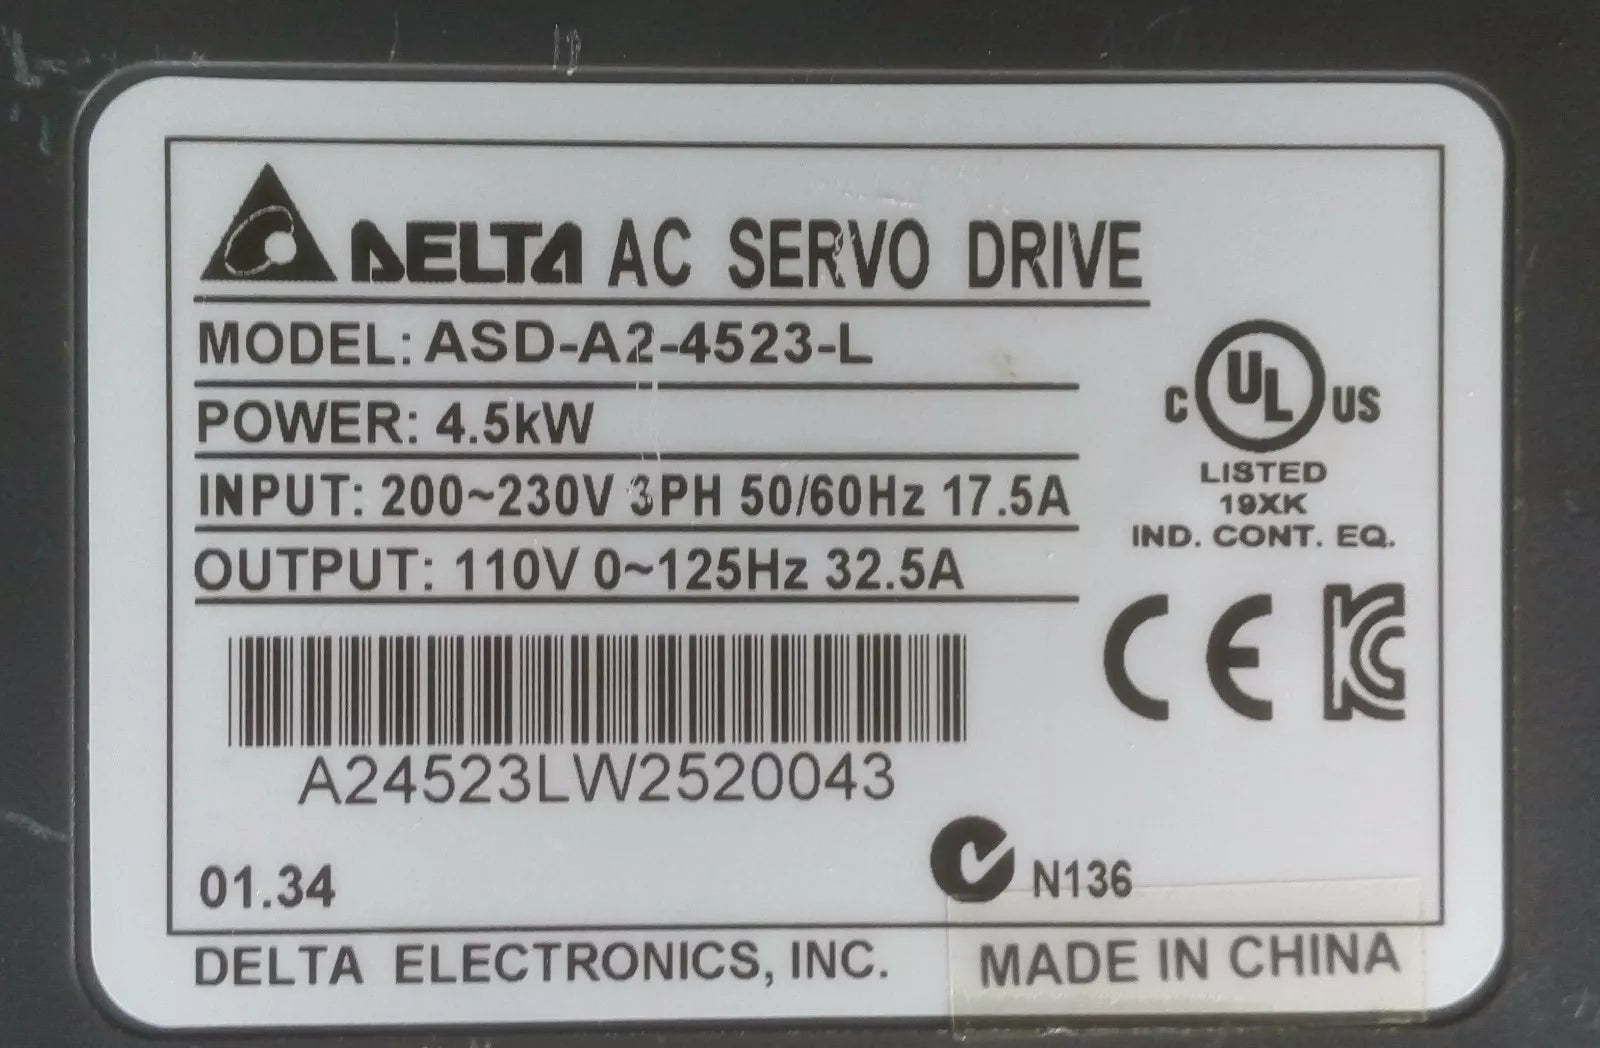 DELTA AC SERVO DRIVE
MODEL: ASD-A2-4523-L
POWER: 4.5kW
INPUT: 200~230V 3PH 50/60Hz 17.5A
OUTPUT: 110V 0~125Hz 32.5A
C UL US
LISTED
19XK
IND. CONT. EQ.
CE KC
A24523LW2520043
01.34
N136
DELTA ELECTRONICS, INC.
MADE IN CHINA